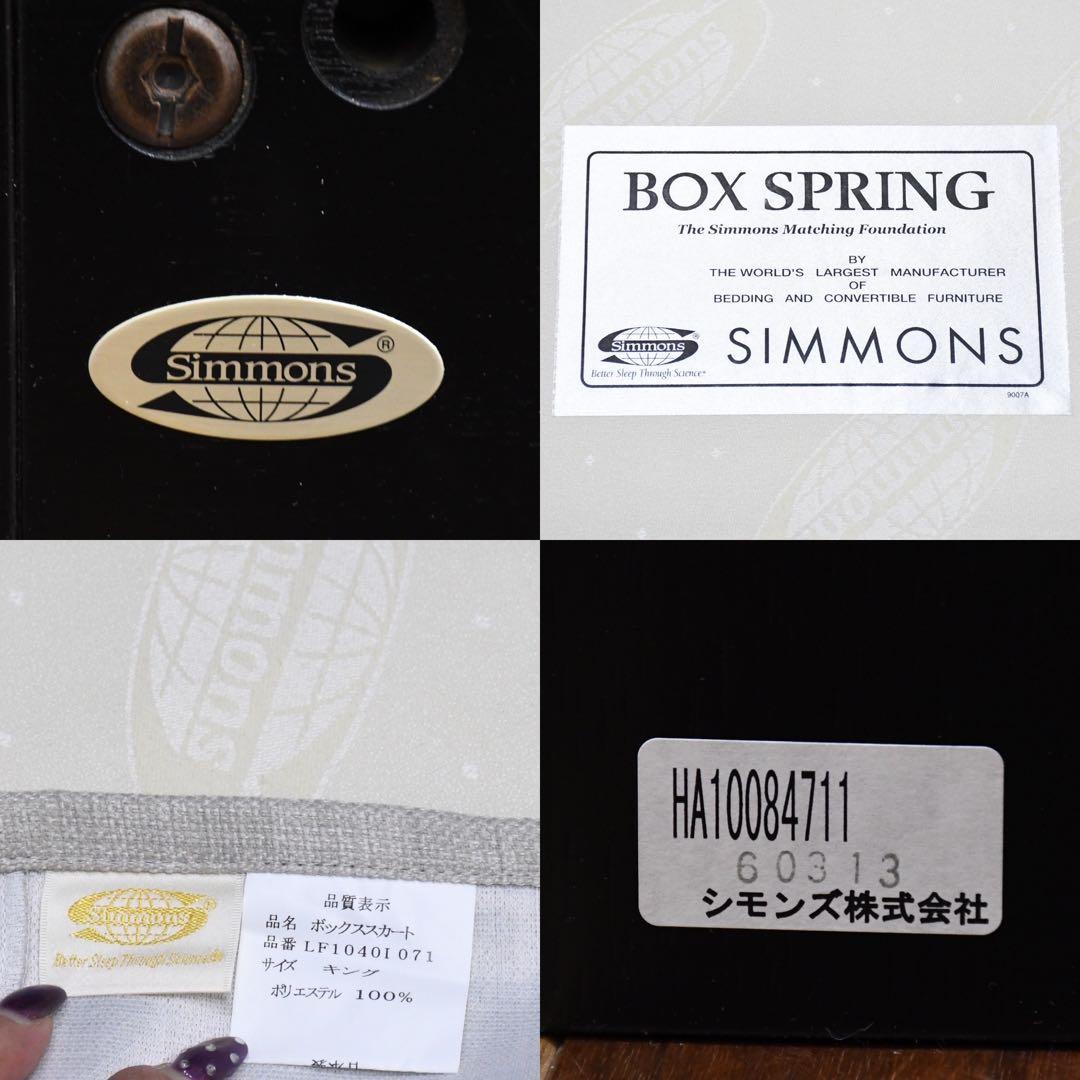 Simmons ®
Simmons
BOX SPRING
The Simmons Matching Foundation
BY
THE WORLD'S LARGEST MANUFACTURER
OF
BEDDING AND CONVERTIBLE FURNITURE
Simmons
SIMMONS
Better Sleep Through Science
9007A
Simmons
Simmons
Simmons
Better Sleep Through Science
品質表示
品名 ボックススカート
品番 LF1040I071
サイズ キング
ポリエステル 100%
HA10084711
60313
シモンズ株式会社